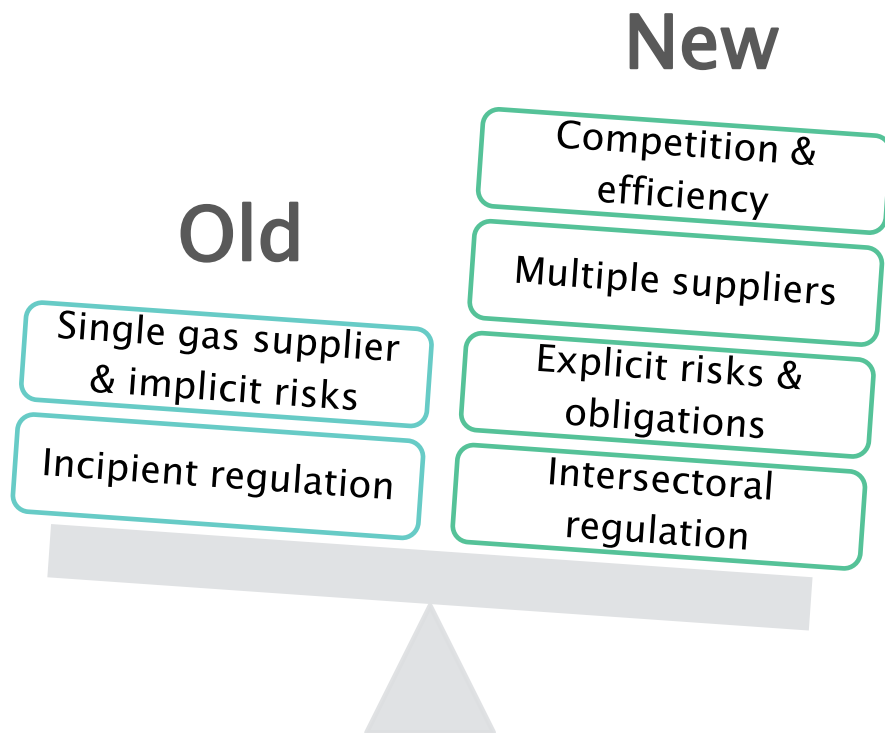 Old
Single gas supplier
& implicit risks
Incipient regulation
New
Competition &
efficiency
Multiple suppliers
Explicit risks &
obligations
Intersectoral
regulation